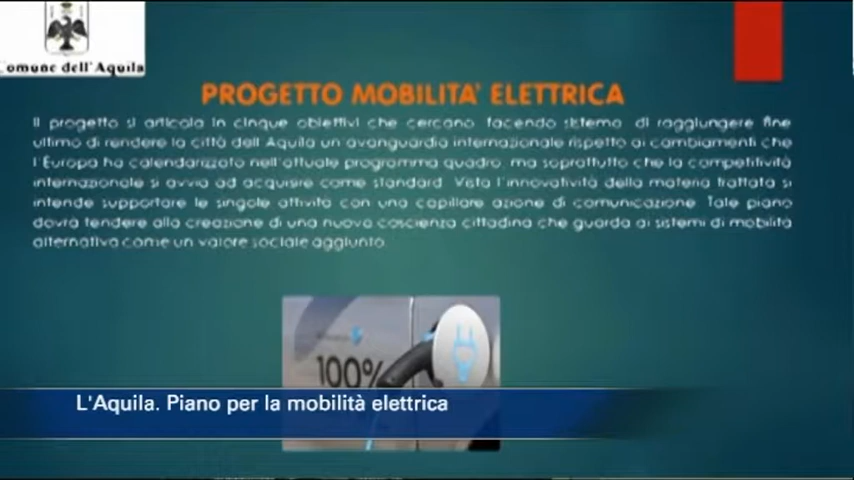 Comune dell'Aquila
PROGETTO MOBILITA' ELETTRICA
Il progetto si articola in cinque obiettivi che cercano, facendo sistema, di raggiungere fine
ultimo di rendere la città dell'Aquila un avanguardia internazionale rispetto ai cambiamenti che
l'Europa ha calendarizzato nell'attuale programma quadro, ma soprattutto che la competitività
internazionale si avvia ad acquisire come standard. Vista l'innovatività della materia trattata si
intende supportare le singole attività con una capillare azione di comunicazione. Tale piano
dovrà tendere alla creazione di una nuova coscienza cittadina che guarda ai sistemi di mobilità
alternativa come un valore sociale aggiunto.
100%
L'Aquila. Piano per la mobilità elettrica